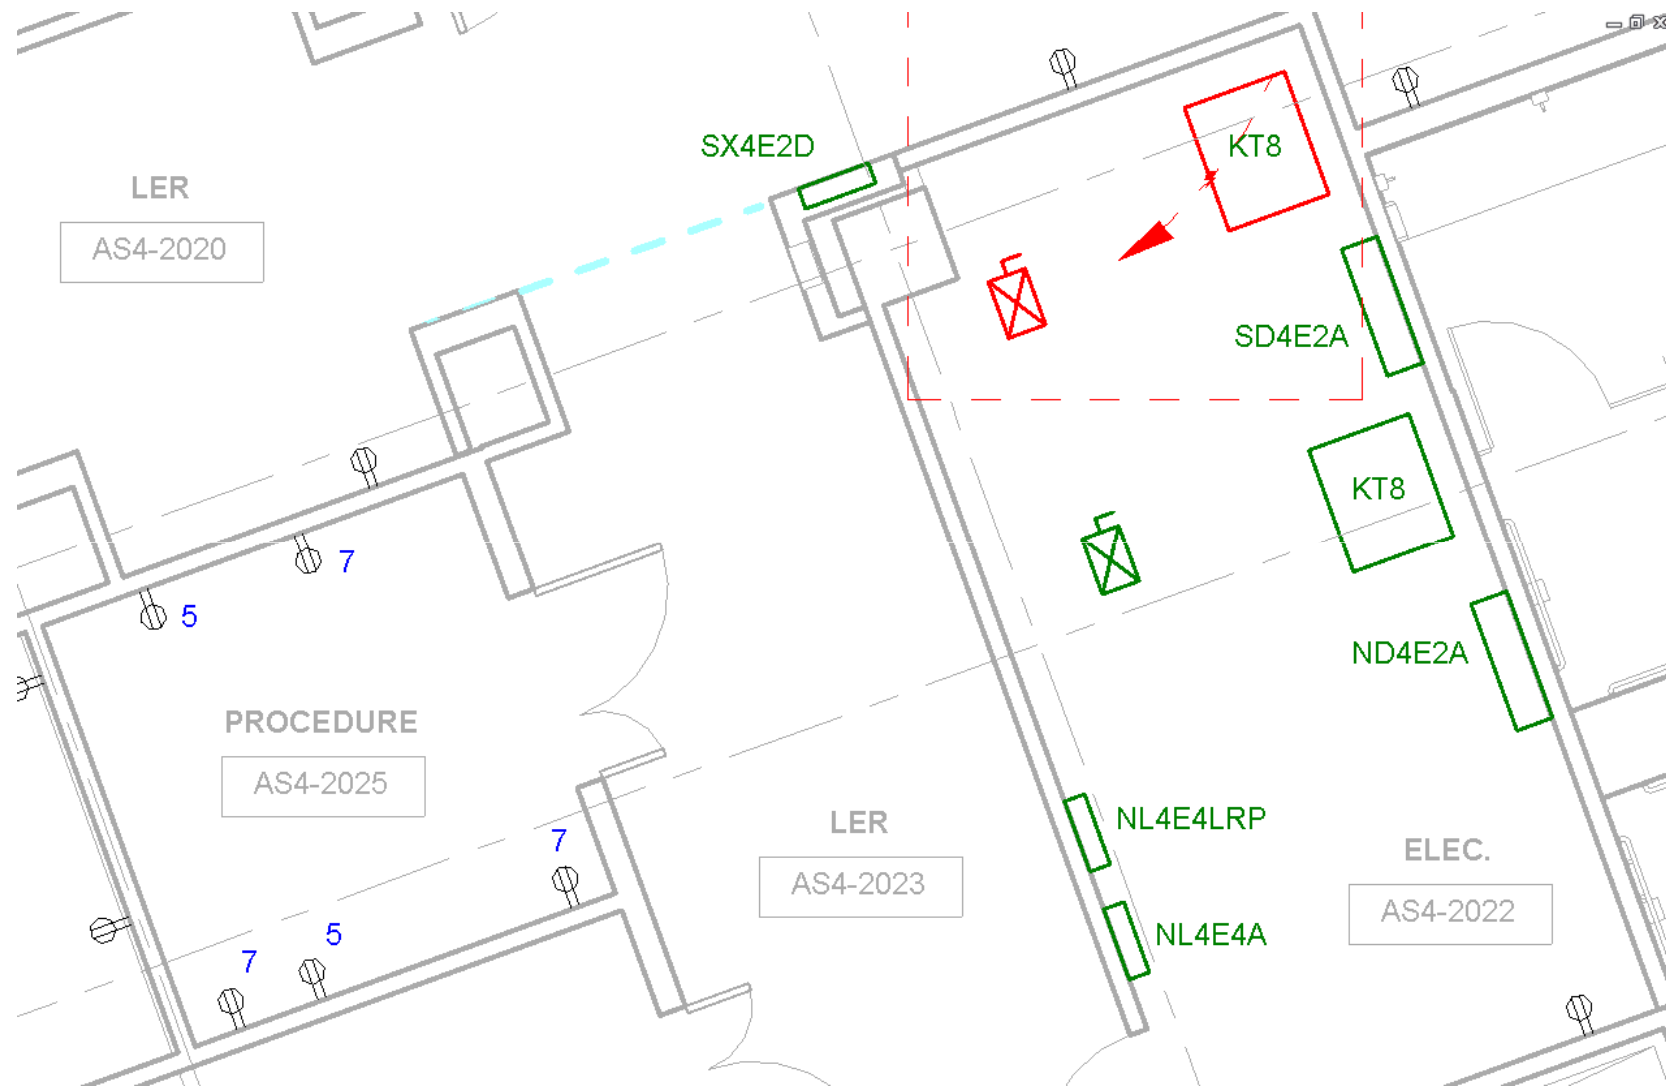 SX4E2D
KT8
LER
AS4-2020
SD4E2A
KT8
7
5
ND4E2A
PROCEDURE
AS4-2025
NL4E4LRP
LER
AS4-2023
7
ELEC.
AS4-2022
5
NL4E4A
7